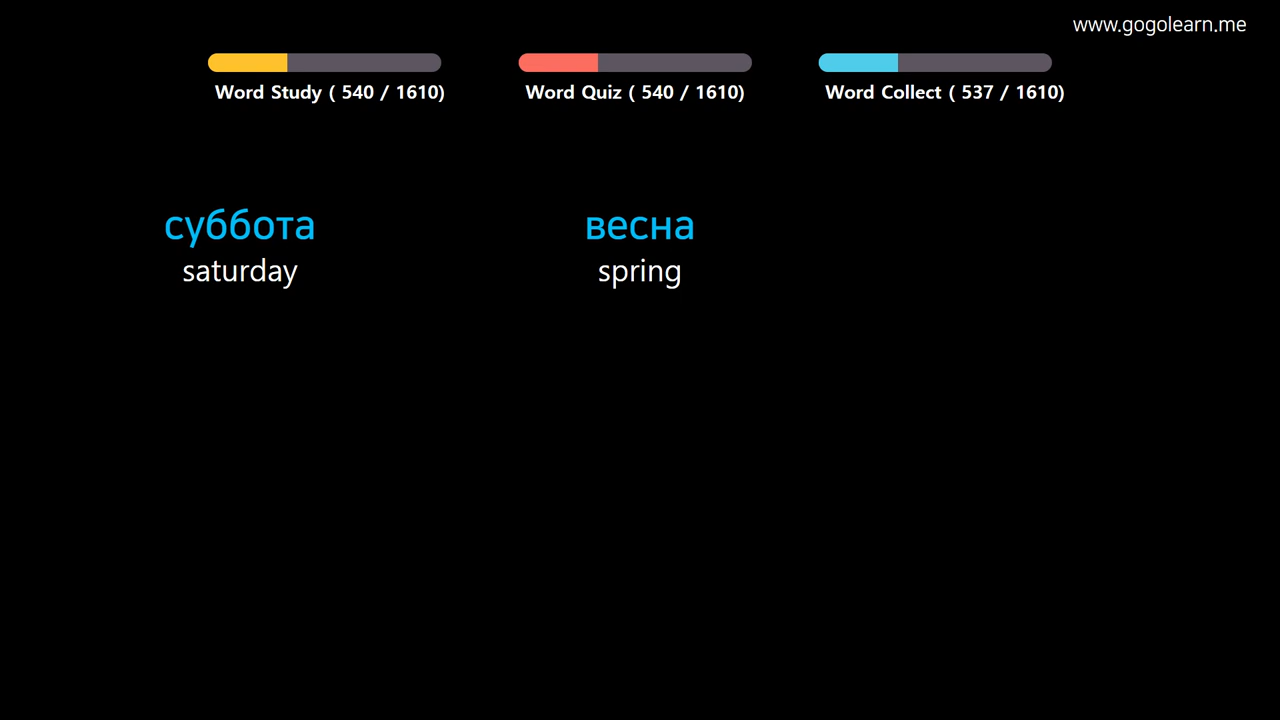 www.gogolearn.me
Word Study ( 540 / 1610)
Word Quiz ( 540 / 1610)
Word Collect ( 537 / 1610)
суббота
saturday
весна
spring